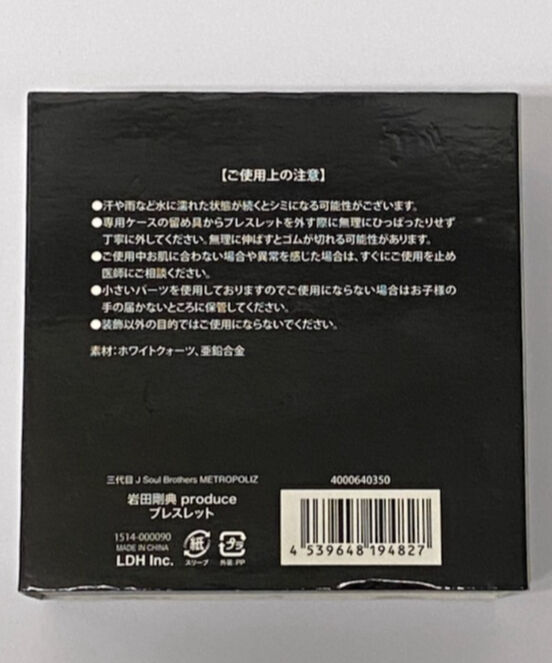 【ご使用上の注意】
●汗や雨など水に濡れた状態が続くとシミになる可能性がございます。
●専用ケースの留め具からブレスレットを外す際に無理にひっぱったりせず
丁寧に外してください。無理に伸ばすとゴムが切れる可能性があります。
●ご使用中お肌に合わない場合や異常を感じた場合は、すぐにご使用を止め
医師にご相談ください。
●小さいパーツを使用しておりますのでご使用にならない場合はお子様の
手の届かないところに保管してください。
●装飾以外の目的ではご使用にならないでください。
素材:ホワイトクォーツ、亜鉛合金
三代目 J Soul Brothers METROPOLIZ
岩田剛典 produce
ブレスレット
1514-000090
MADE IN CHINA
LDH Inc.
紙
スリーブ
プラ
外装:PP
4000640350
4 539648 194827